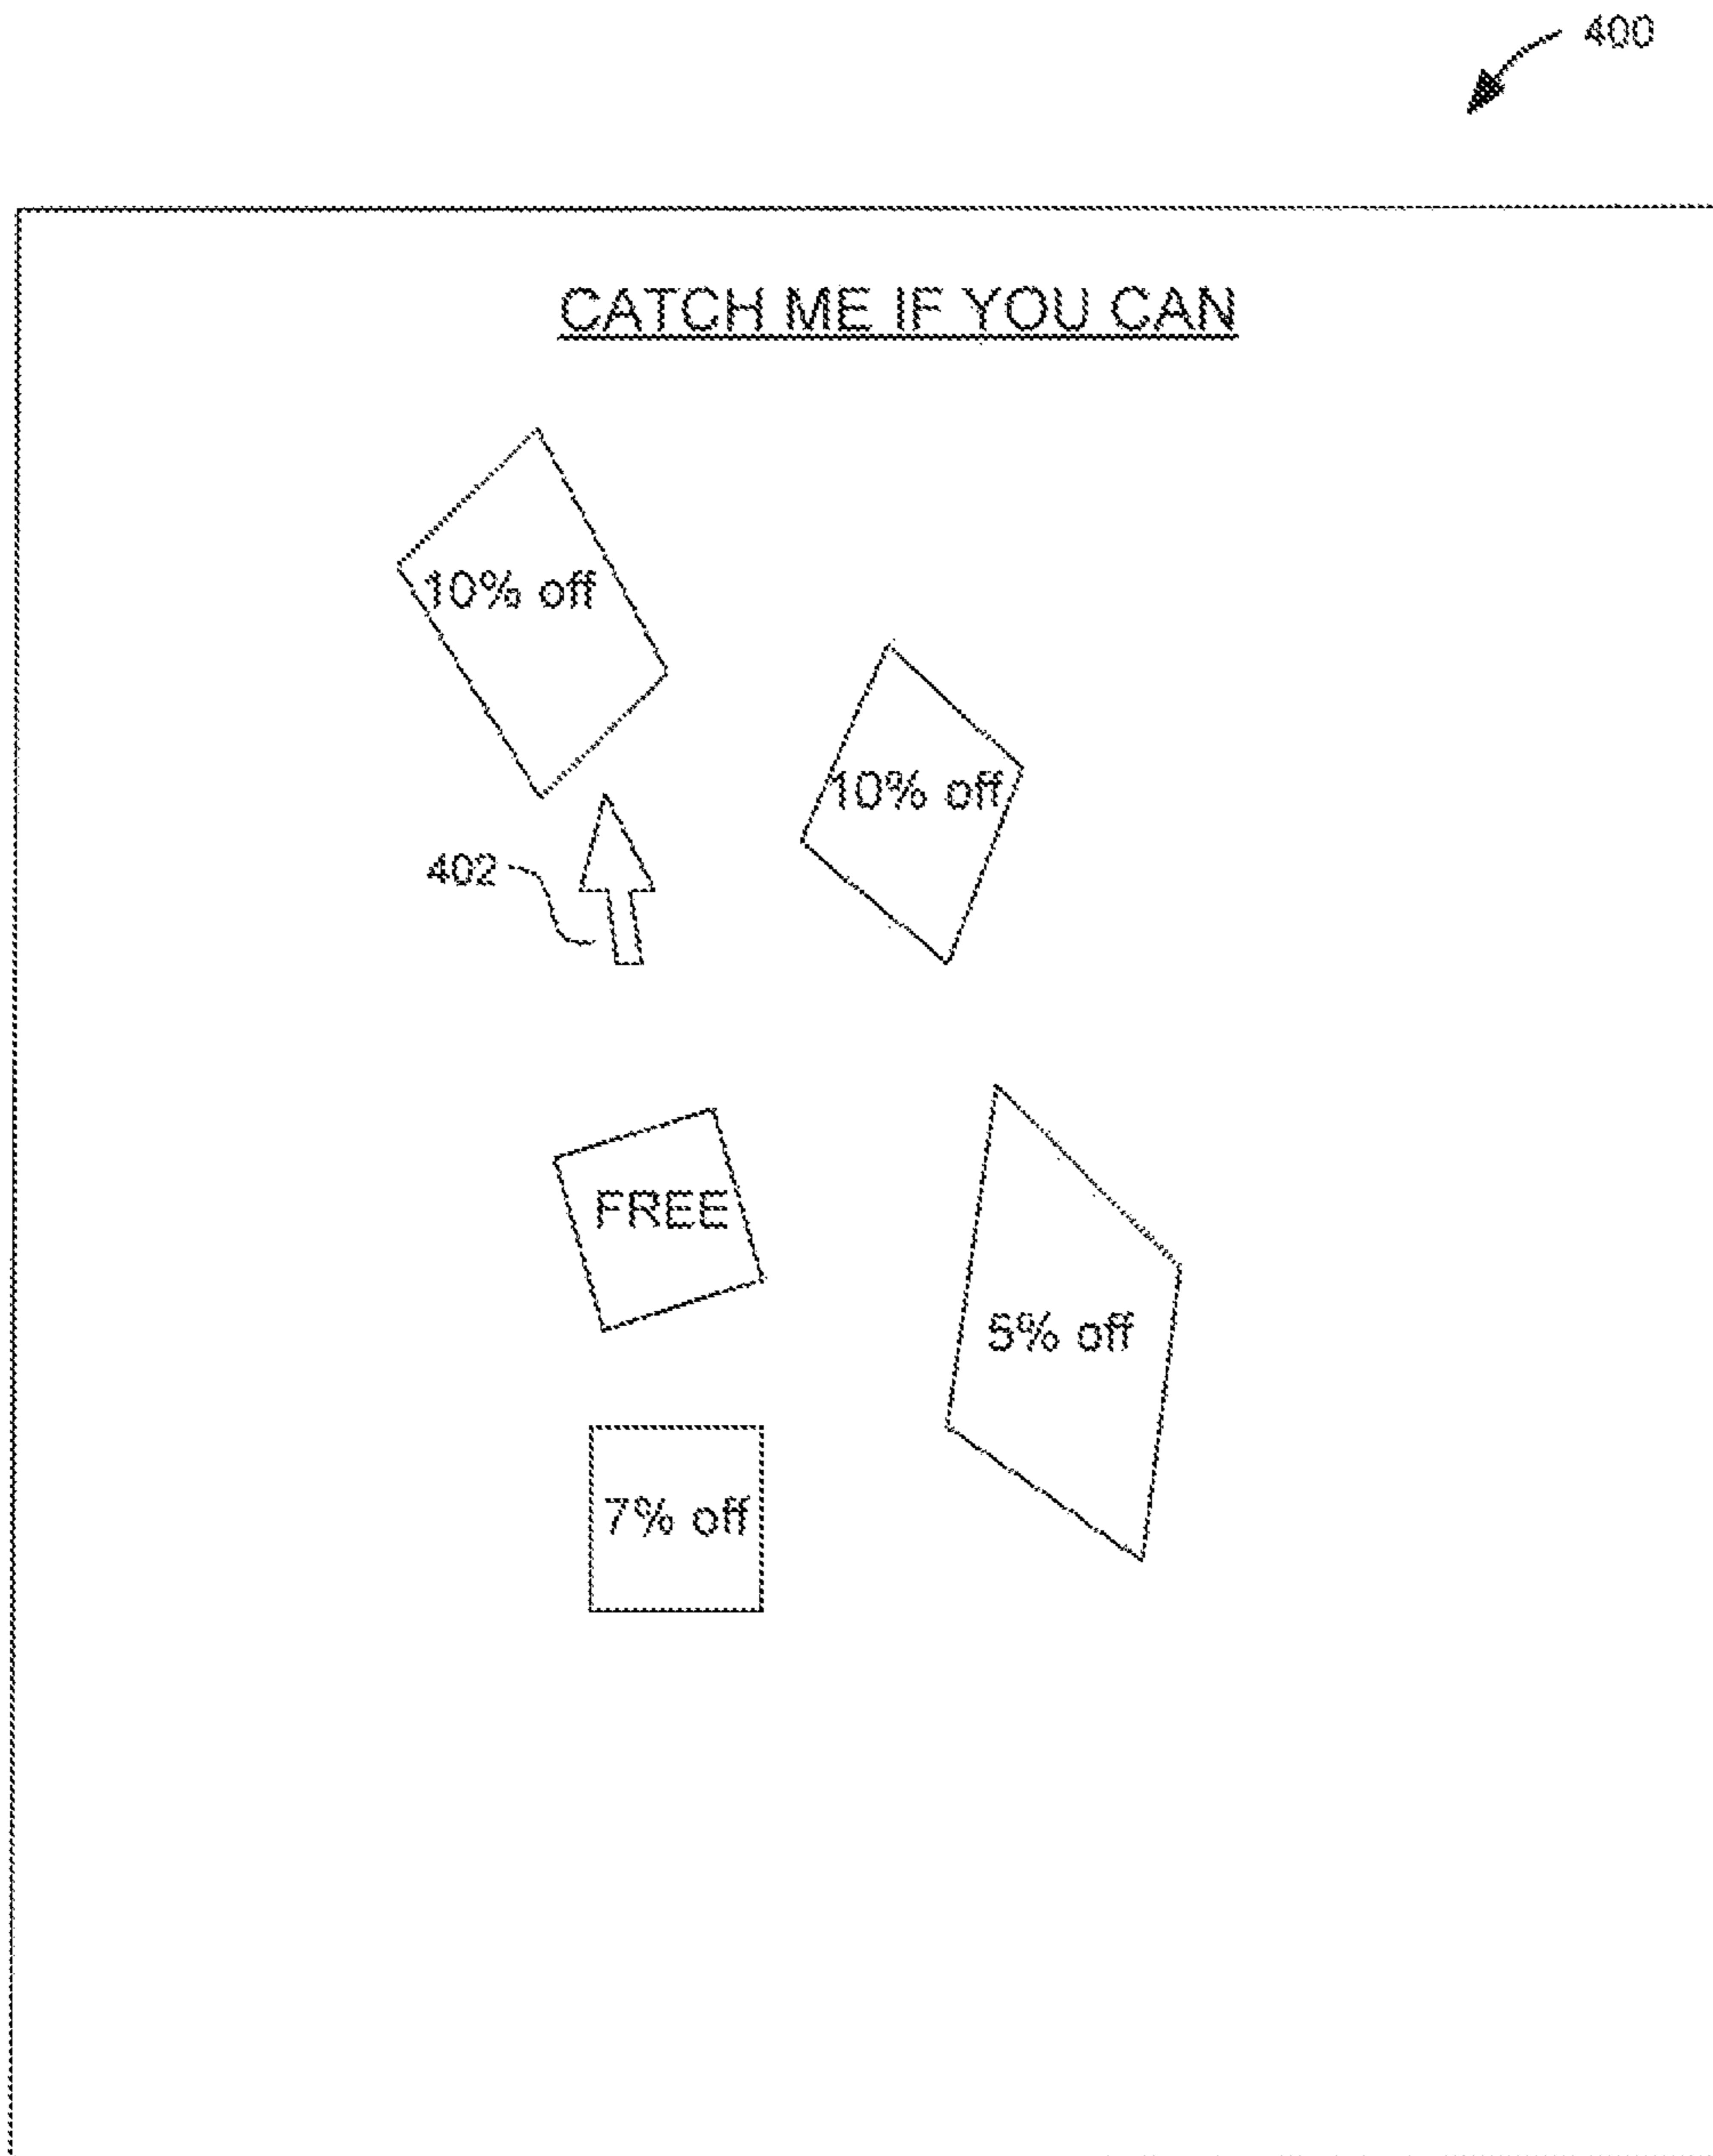 400
CATCH ME IF YOU CAN
10% off
10% off
402
FREE
5% off
7% off